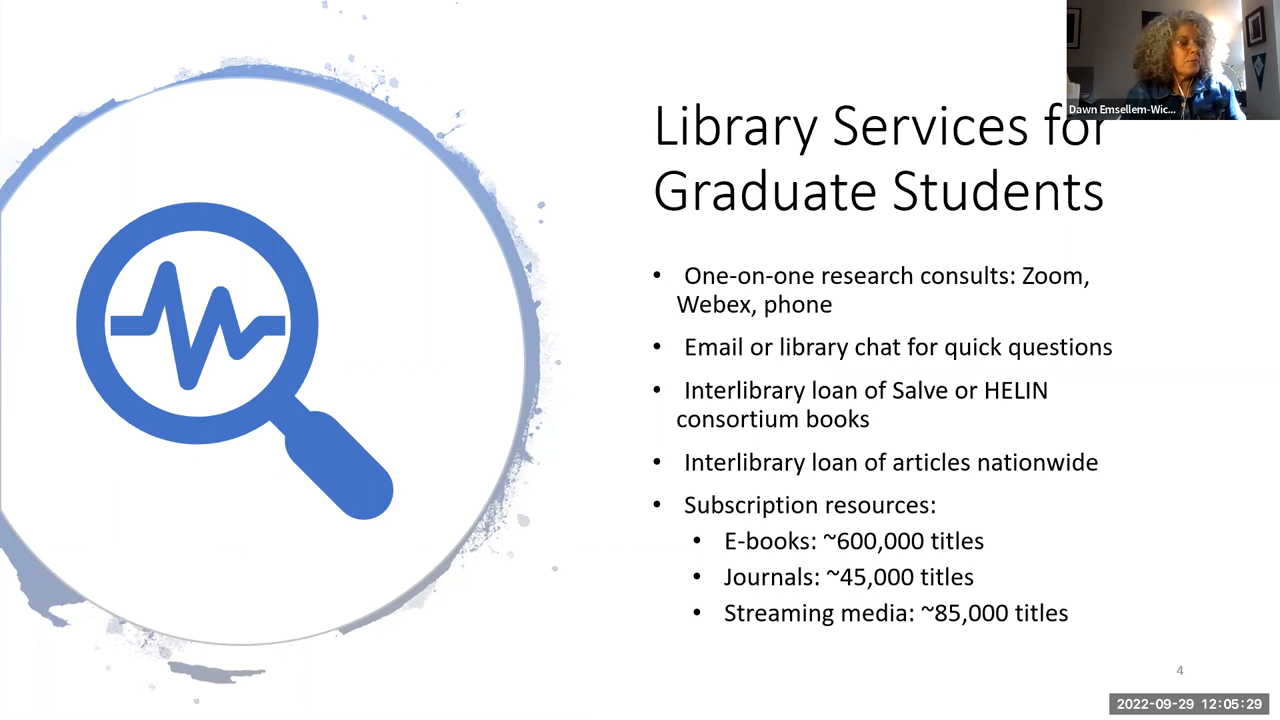 Dawn Emsellem-Wic...
Library Services for
Graduate Students
• One-on-one research consults: Zoom,
Webex, phone
• Email or library chat for quick questions
• Interlibrary loan of Salve or HELIN
consortium books
• Interlibrary loan of articles nationwide
• Subscription resources:
• E-books: ~600,000 titles
• Journals: ~45,000 titles
• Streaming media: ~85,000 titles
4
2022-09-29 12:05:29